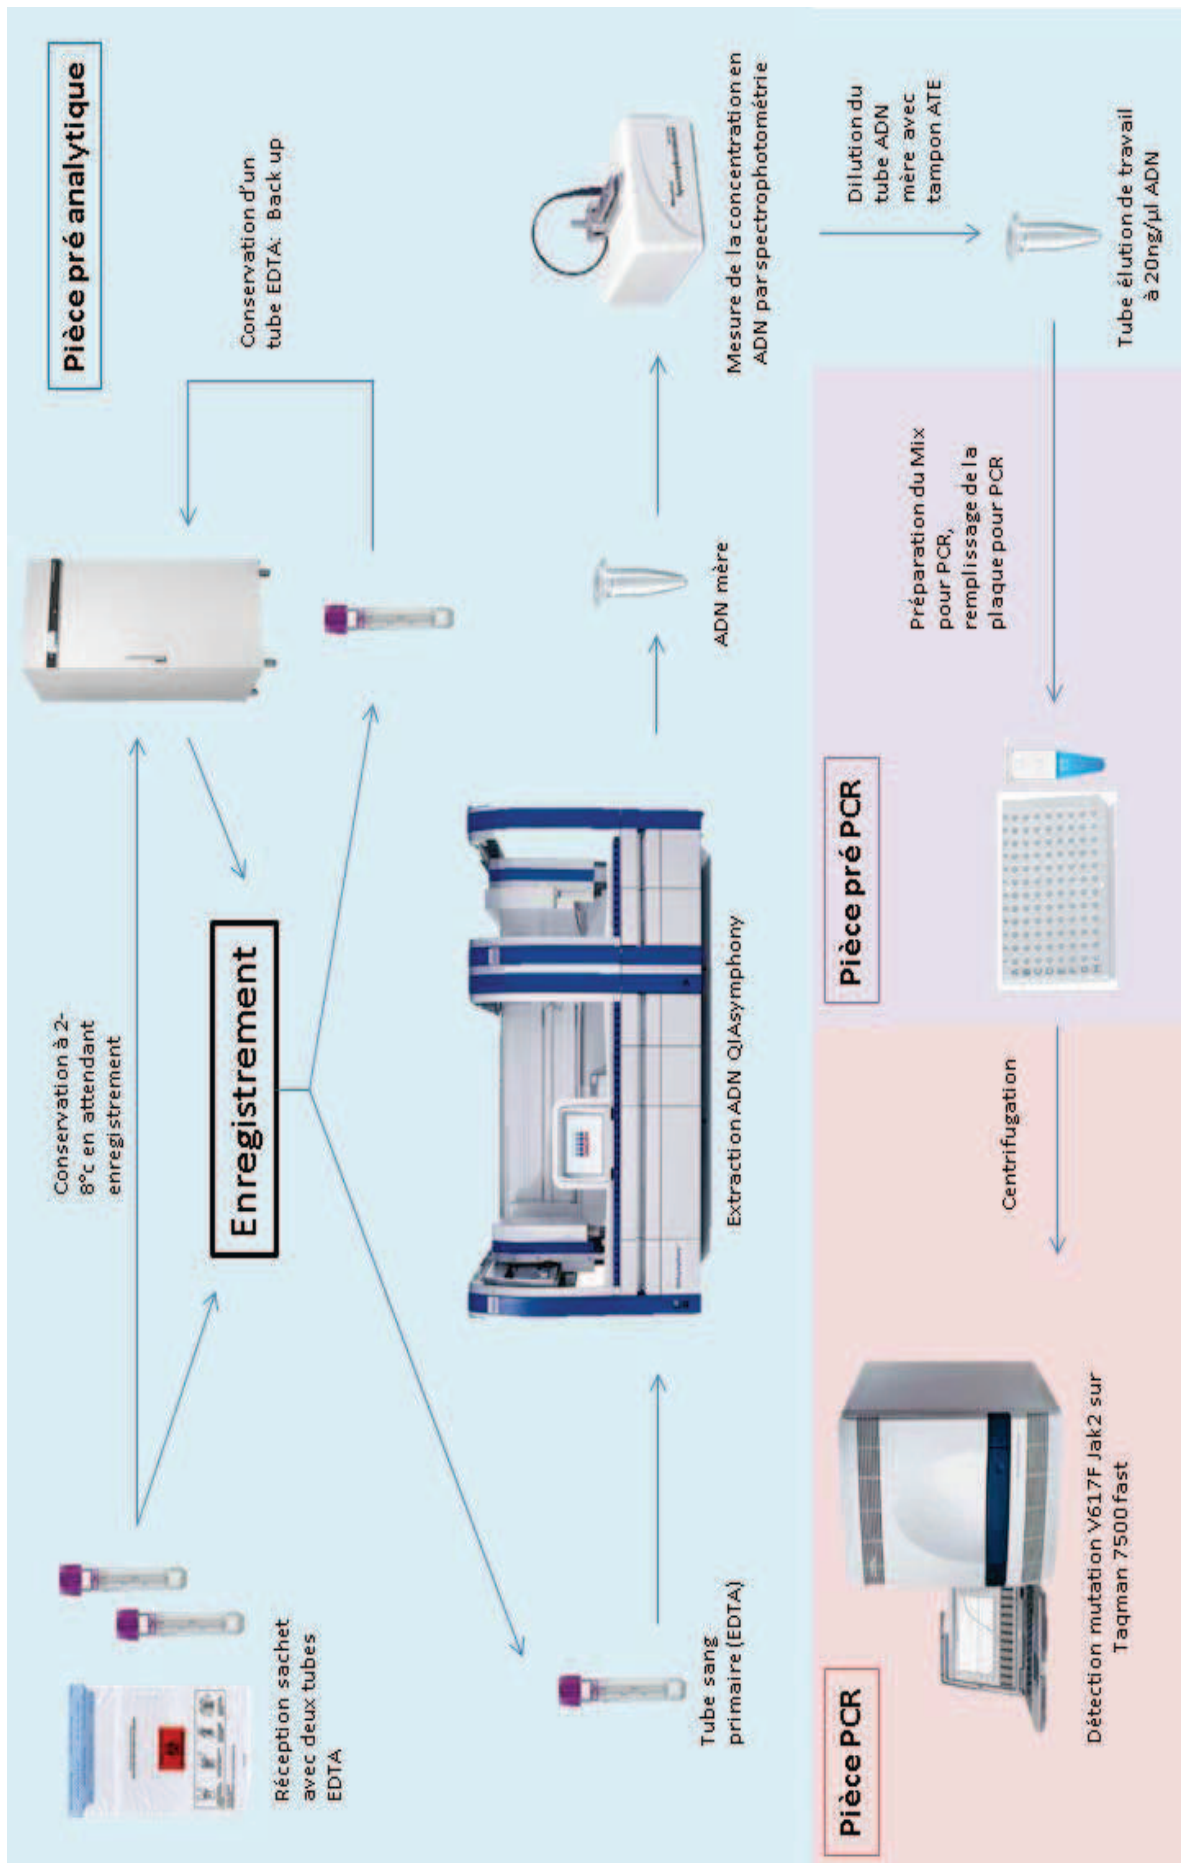 Pièce pré analytique
Réception sachet
avec deux tubes
EDTA
Conservation à 2-
8°c en attendant
enregistrement
Enregistrement
Conservation d'un
tube EDTA: Back up
Tube sang
primaire (EDTA)
Extraction ADN QIAsymphony
ADN mère
Mesure de la concentration en
ADN par spectrophotométrie
Dilution du
tube ADN
mère avec
tampon ATE
Tube élution de travail
à 20ng/µl ADN
Pièce pré PCR
Préparation du Mix
pour PCR,
remplissage de la
plaque pour PCR
Centrifugation
Pièce PCR
Détection mutation V617F Jak2 sur
Taqman 7500 fast